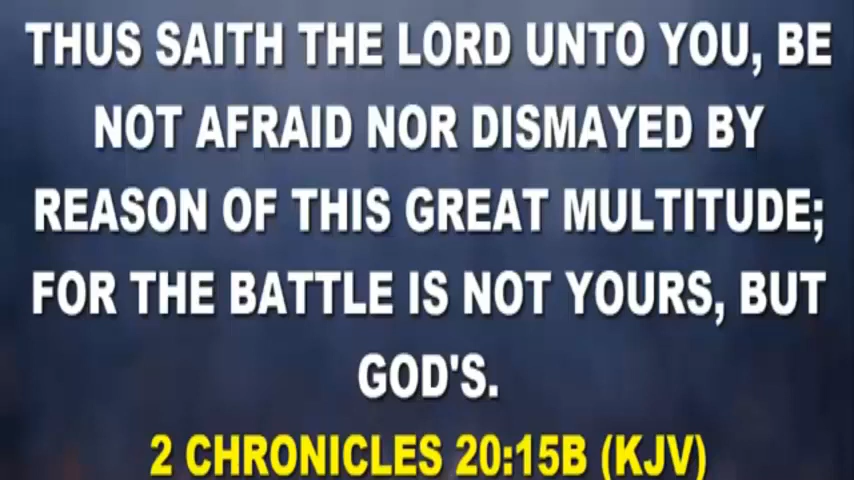 THUS SAITH THE LORD UNTO YOU, BE
NOT AFRAID NOR DISMAYED BY
REASON OF THIS GREAT MULTITUDE;
FOR THE BATTLE IS NOT YOURS, BUT
GOD'S.
2 CHRONICLES 20:15B (KJV)